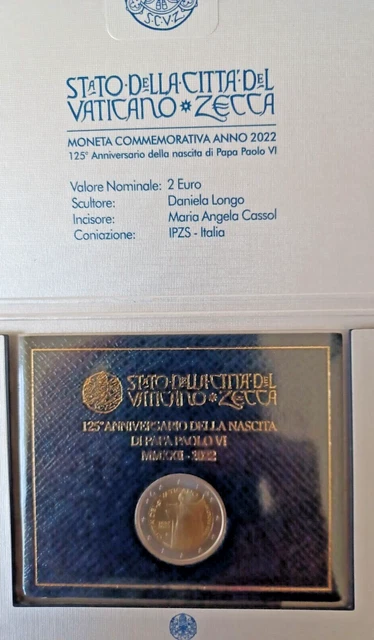 S.C.V.Z.
STATO·DELLA·CITTÀ·DEL
VATICANO * ZECCA
MONETA COMMEMORATIVA ANNO 2022
125° Anniversario della nascita di Papa Paolo VI
Valore Nominale: 2 Euro
Scultore: Daniela Longo
Incisore: Maria Angela Cassol
Coniazione: IPZS - Italia
STATO·DELLA·CITTÀ·DEL
VATICANO * ZECCA
125° ANNIVERSARIO DELLA NASCITA
DI PAPA PAOLO VI
MMXXII - 2022